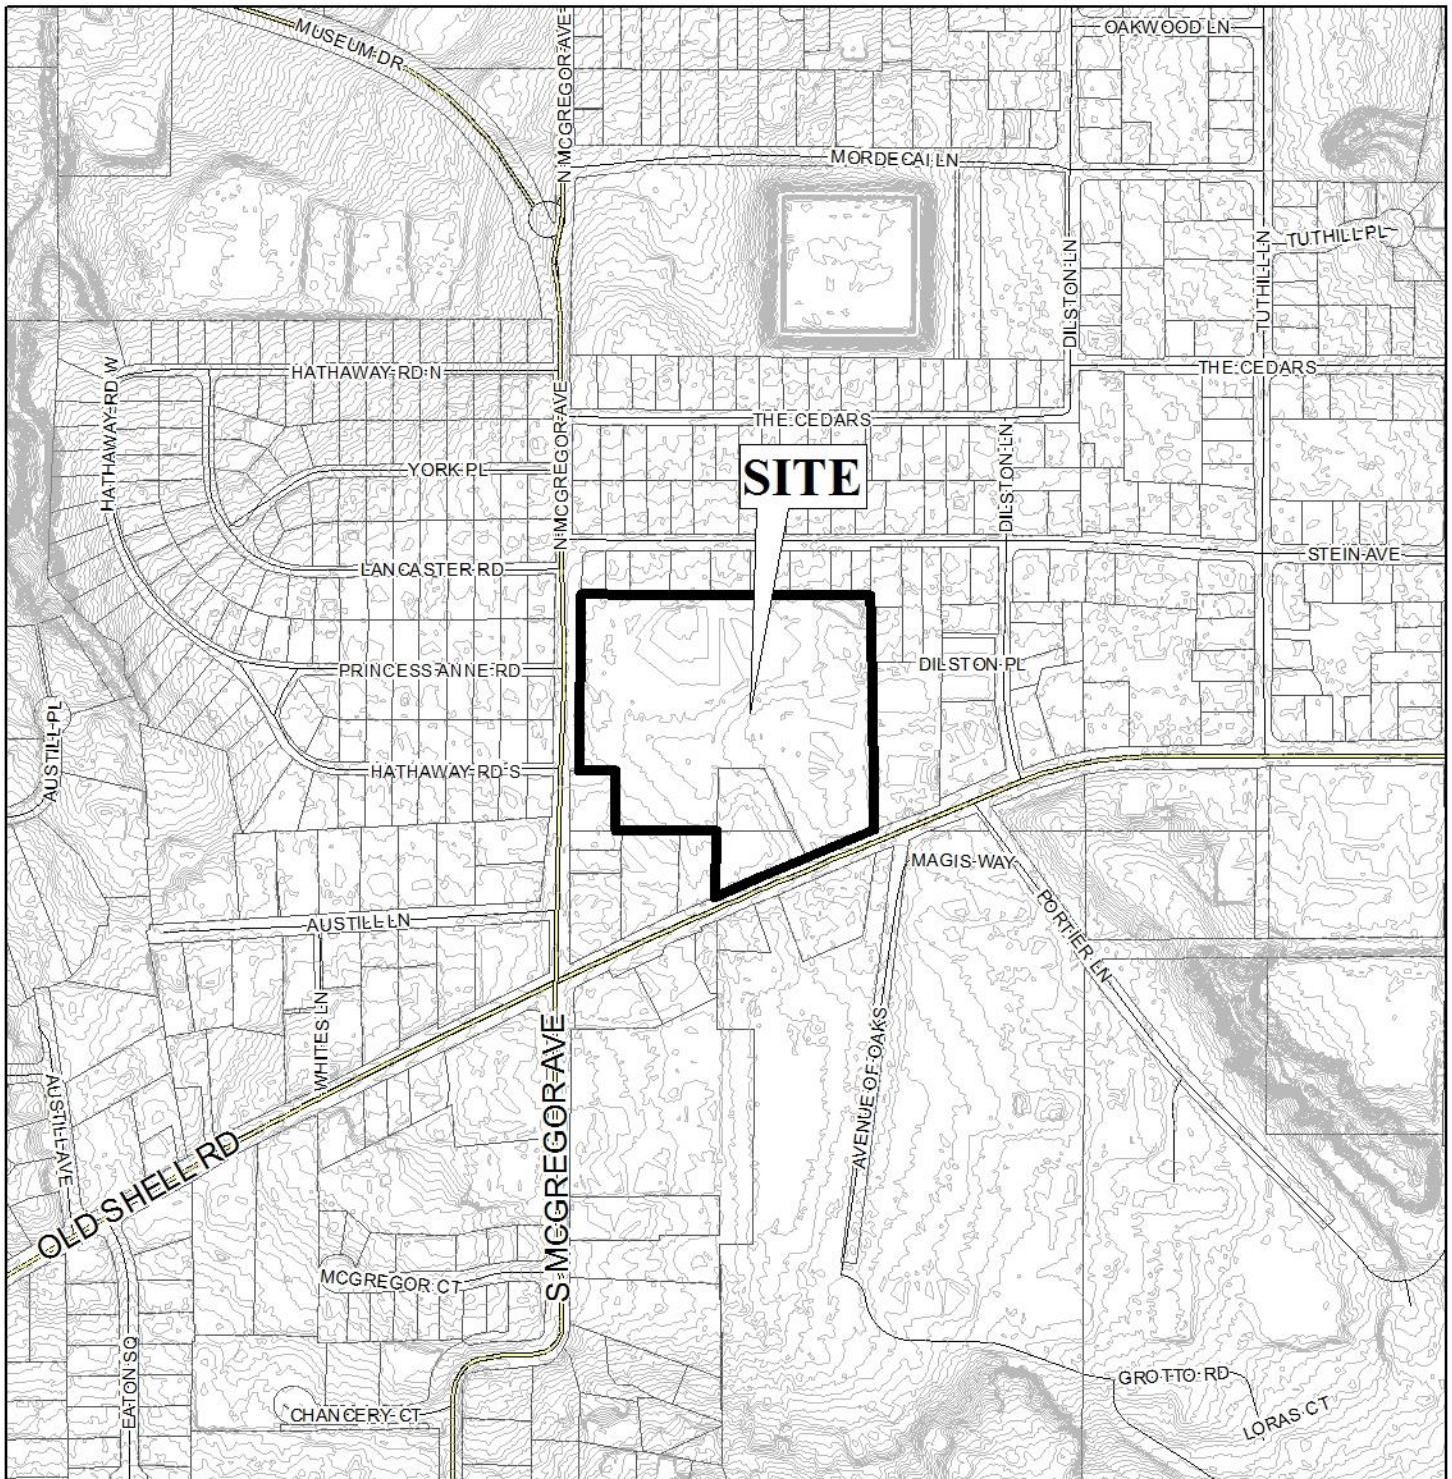 OAKWOOD LN
MUSEUM DR
N MCGREGOR AVE
MORDECAI LN
TUTHILL PL
TUTHILL LN
DILSTON LN
HATHAWAY RD N
THE CEDARS
HATHAWAY RD W
N MCGREGOR AVE
THE CEDARS
YORK PL
SITE
DILSTON LN
STEIN AVE
LANCASTER RD
PRINCESS ANNE RD
DILSTON PL
AUSTILL PL
HATHAWAY RD S
MAGIS WAY
AUSTILL LN
PORTIER LN
WHITES LN
S MCGREGOR AVE
AVENUE OF OAKS
AUSTILL AVE
OLD SHELL RD
MCGREGOR CT
EATON SQ
GROTTO RD
CHANCERY CT
LORAS CT